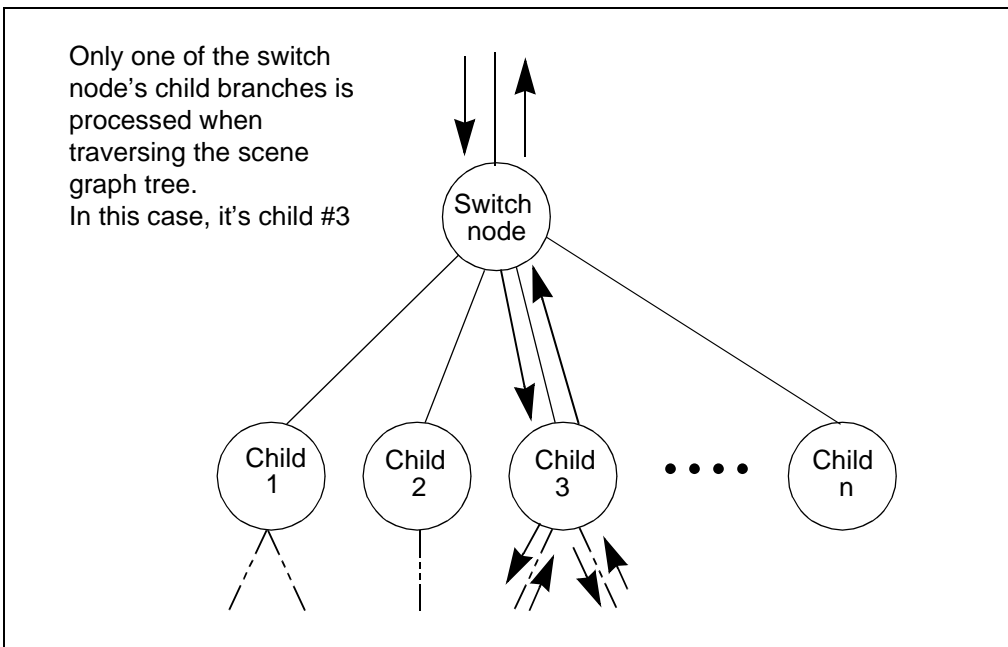 Only one of the switch
node's child branches is
processed when
traversing the scene
graph tree.
In this case, it's child #3
Switch
node
Child
1
Child
2
Child
3
Child
n